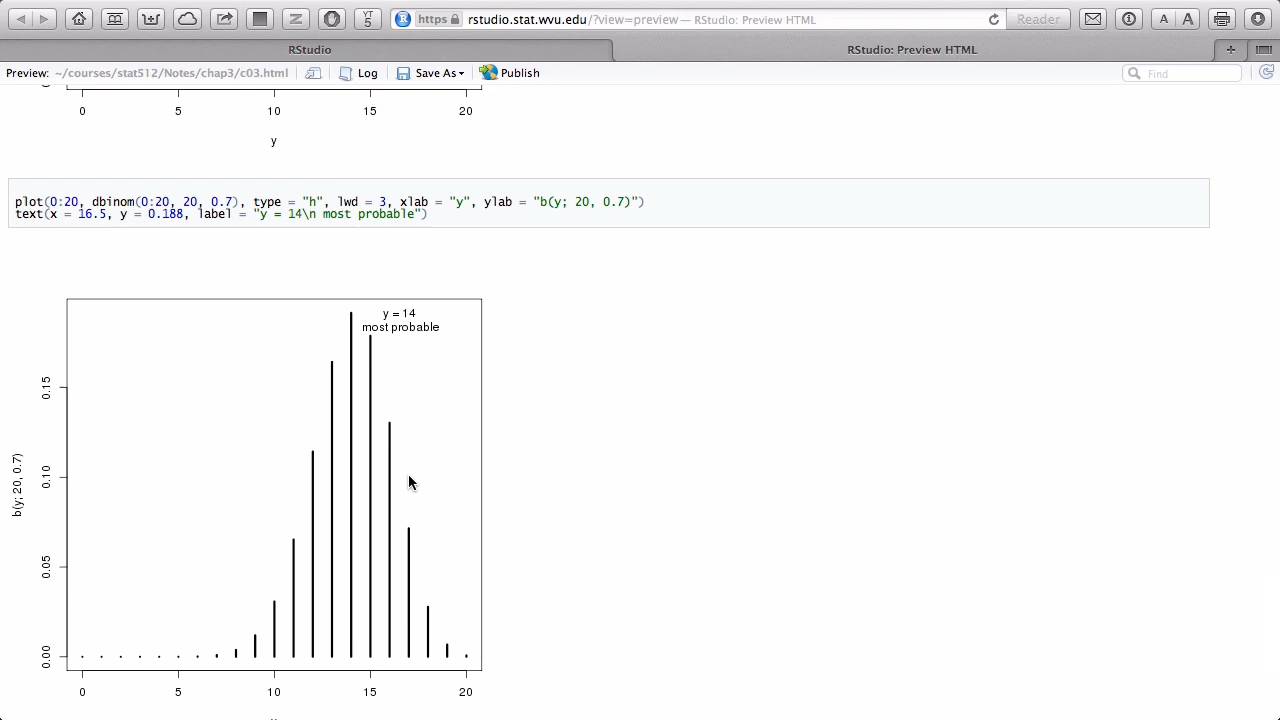 YT
5
https rstudio.stat.wvu.edu/?view=preview — RStudio: Preview HTML
Reader
A A
RStudio
RStudio: Preview HTML
Preview: ~/courses/stat512/Notes/chap3/c03.html
Log
Save As
Publish
Find
0 5 10 15 20
y
plot(0:20, dbinom(0:20, 20, 0.7), type = "h", lwd = 3, xlab = "y", ylab = "b(y; 20, 0.7)")
text(x = 16.5, y = 0.188, label = "y = 14\n most probable")
y = 14
most probable
0.15
0.10
0.05
0.00
b(y; 20, 0.7)
0 5 10 15 20